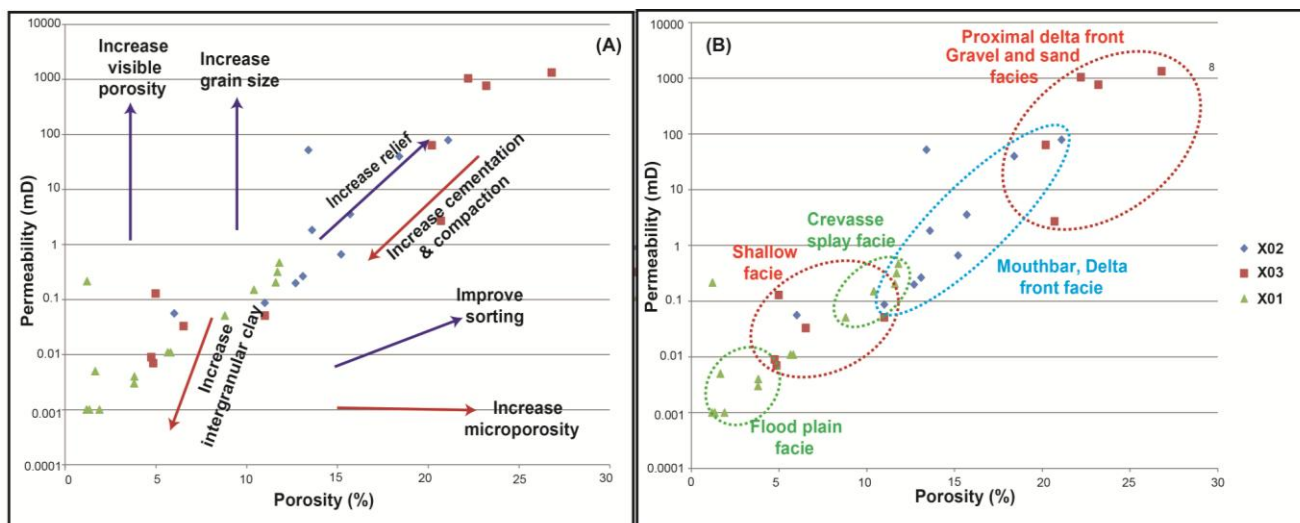 (A)
10000
1000
100
10
1
0.1
0.01
0.001
0.0001
Permeability (mD)
0
5
10
15
20
25
30
Porosity (%)
Increase
visible
porosity
Increase
grain size
Increase relief
Increase cementation
& compaction
Improve
sorting
Increase
intergranular clay
Increase
microporosity
(B)
10000
1000
100
10
1
0.1
0.01
0.001
0.0001
Permeability (mD)
0
5
10
15
20
25
30
Porosity (%)
Proximal delta front
Gravel and sand
facies
8
Crevasse
splay facie
Shallow
facie
Mouthbar, Delta
front facie
Flood plain
facie
X02
X03
X01